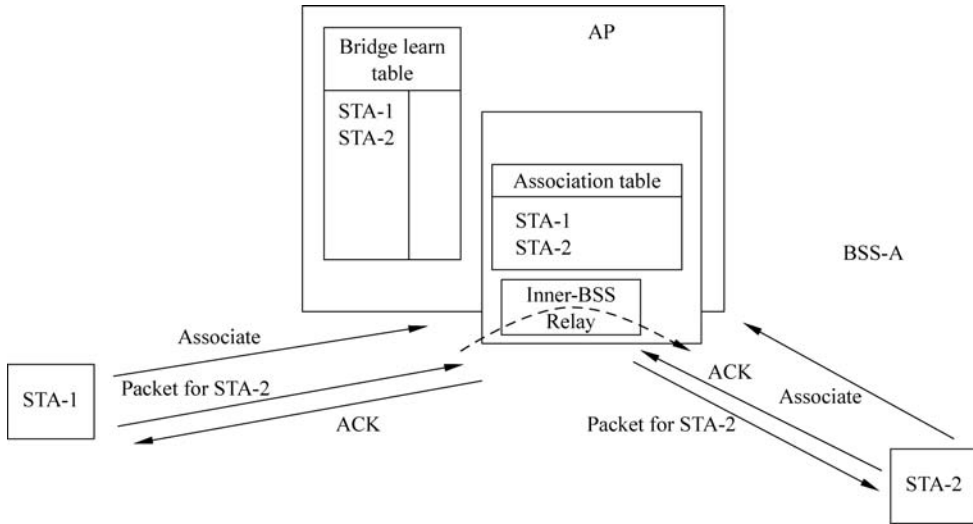 AP
Bridge learn
table
STA-1
STA-2
Association table
STA-1
STA-2
BSS-A
Inner-BSS
Relay
Associate
Packet for STA-2
ACK
STA-1
ACK
Associate
Packet for STA-2
STA-2